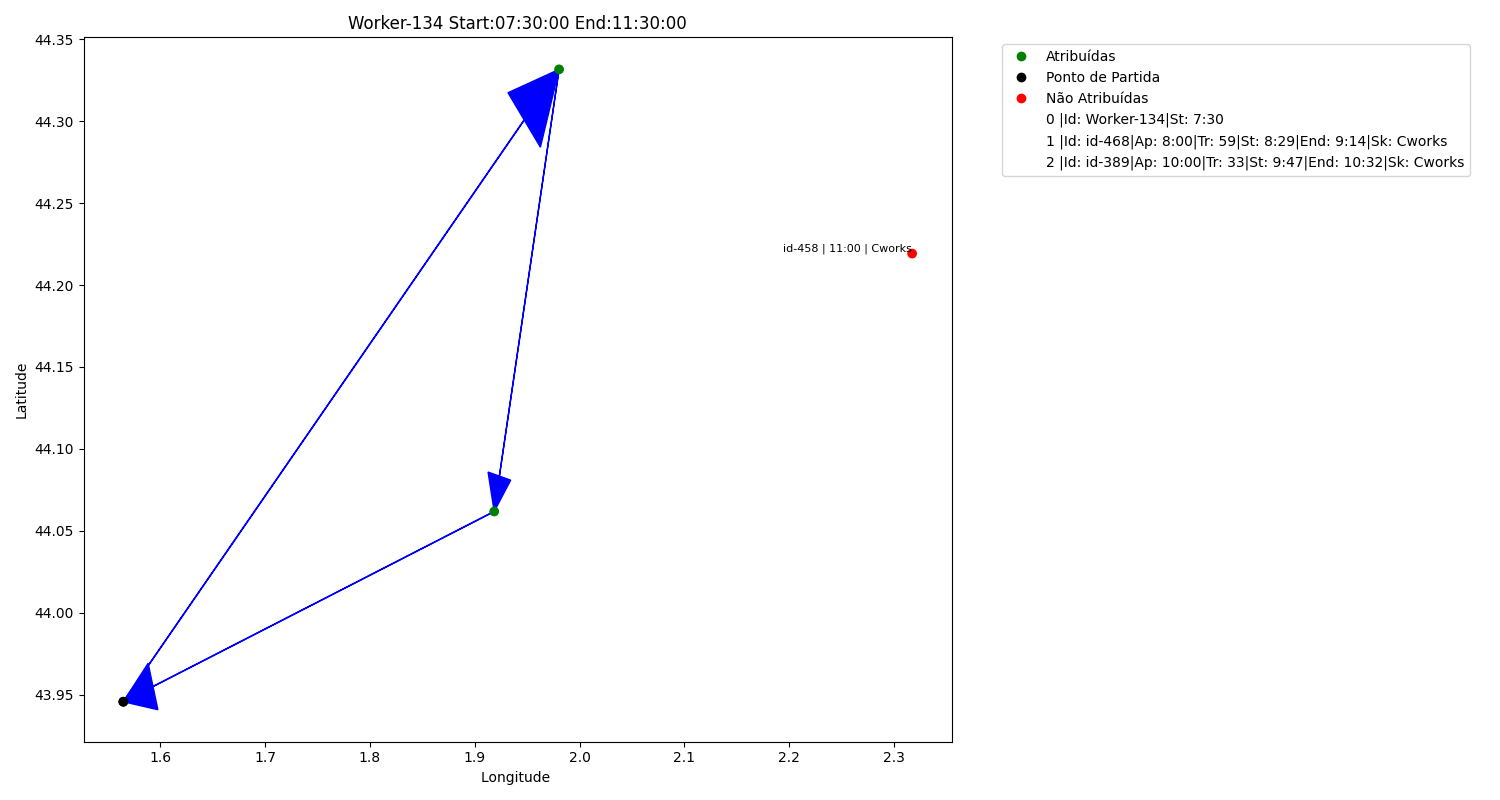 Worker-134 Start:07:30:00 End:11:30:00
44.35
44.30
44.25
44.20
44.15
44.10
44.05
44.00
43.95
Latitude
1.6 1.7 1.8 1.9 2.0 2.1 2.2 2.3
Longitude
id-458 | 11:00 | Cworks
Atribuídas
Ponto de Partida
Não Atribuídas
0 |Id: Worker-134|St: 7:30
1 |Id: id-468|Ap: 8:00|Tr: 59|St: 8:29|End: 9:14|Sk: Cworks
2 |Id: id-389|Ap: 10:00|Tr: 33|St: 9:47|End: 10:32|Sk: Cworks